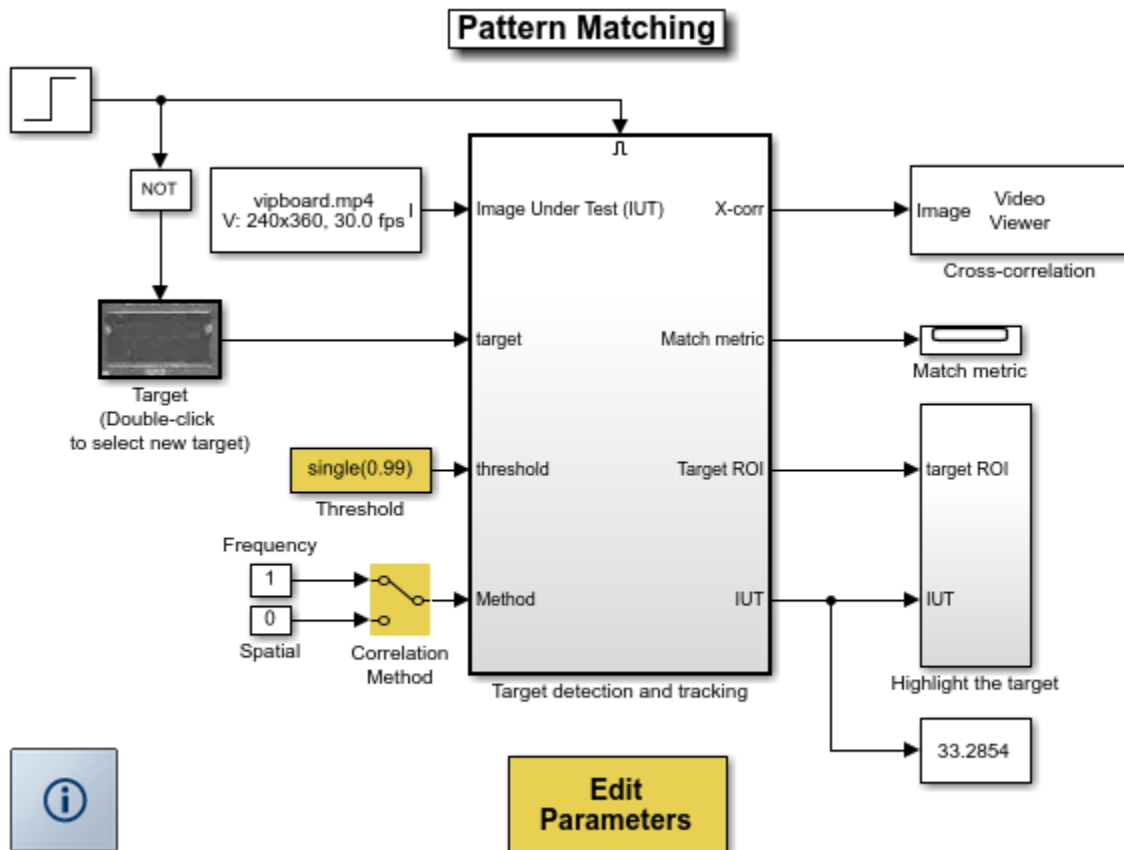 Pattern Matching
NOT
vipboard.mp4
V: 240x360, 30.0 fps
I
Image Under Test (IUT)
X-corr
Image
Video
Viewer
Cross-correlation
target
Match metric
Match metric
Target
(Double-click
to select new target)
single(0.99)
Threshold
threshold
Target ROI
target ROI
Frequency
1
0
Spatial
Correlation
Method
Method
IUT
IUT
Target detection and tracking
Highlight the target
33.2854
Edit
Parameters
i